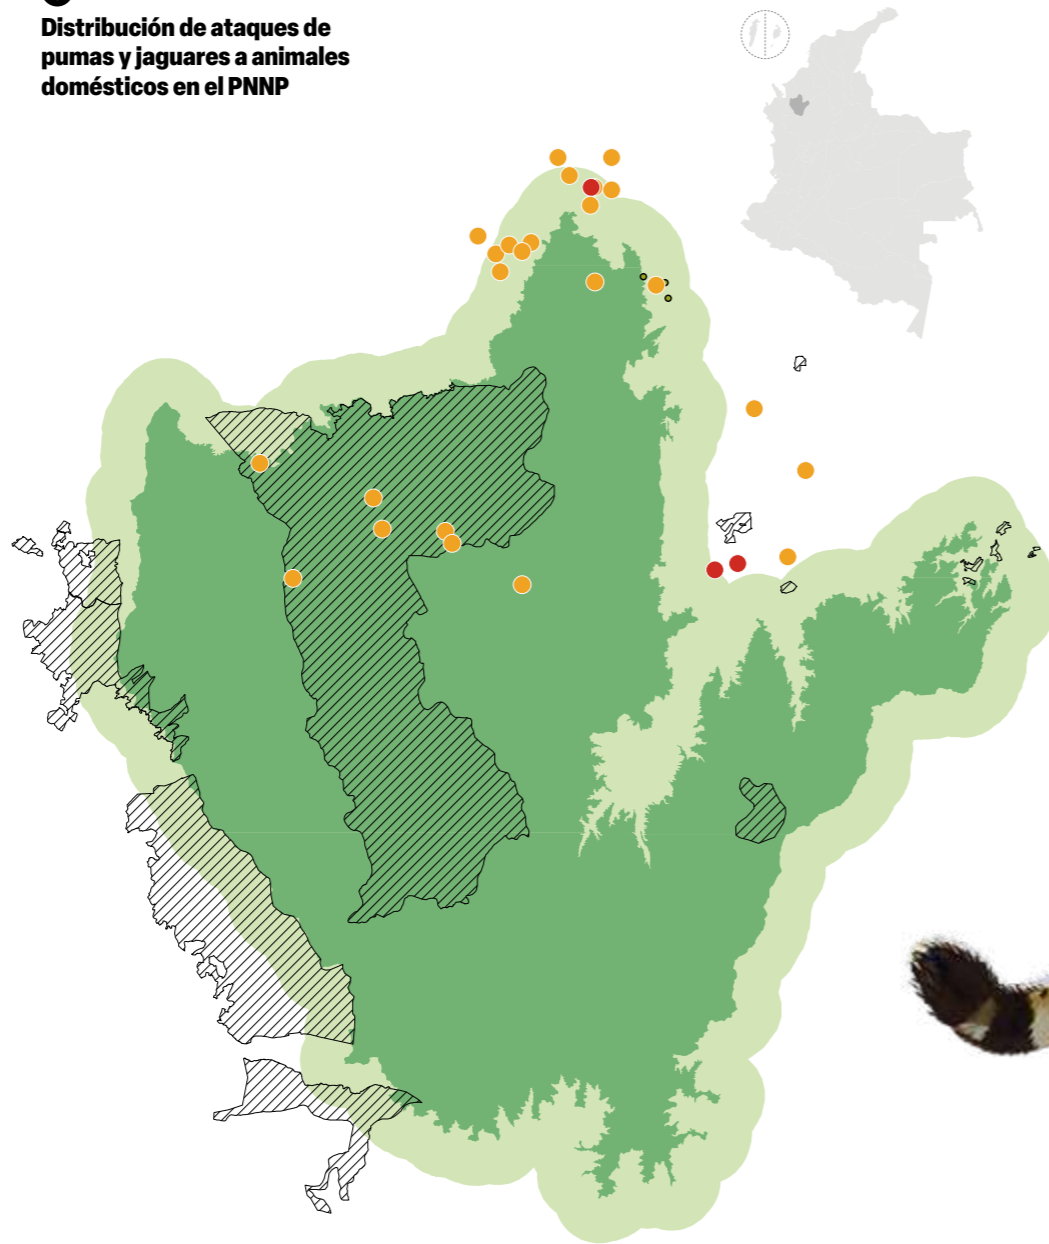 Distribución de ataques de
pumas y jaguares a animales
domésticos en el PNNP